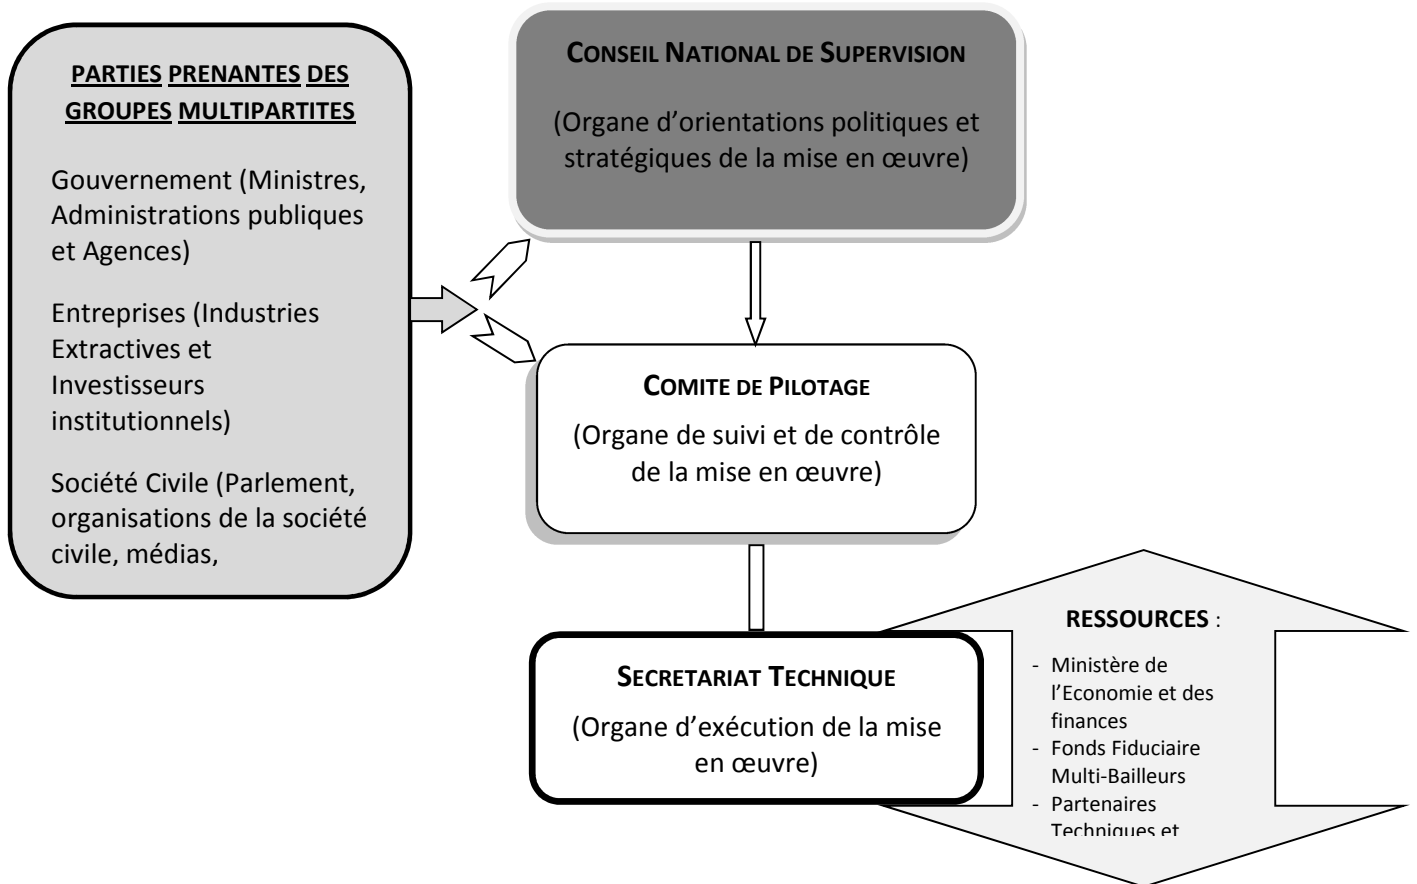 PARTIES PRENANTES DES
GROUPES MULTIPARTITES
Gouvernement (Ministres,
Administrations publiques
et Agences)
Entreprises (Industries
Extractives et
Investisseurs
institutionnels)
Société Civile (Parlement,
organisations de la société
civile, médias,
CONSEIL NATIONAL DE SUPERVISION
(Organe d’orientations politiques et
stratégiques de la mise en œuvre)
COMITE DE PILOTAGE
(Organe de suivi et de contrôle
de la mise en œuvre)
SECRETARIAT TECHNIQUE
(Organe d’exécution de la mise
en œuvre)
RESSOURCES :
- Ministère de
l’Economie et des
finances
- Fonds Fiduciaire
Multi-Bailleurs
- Partenaires
Techniques et